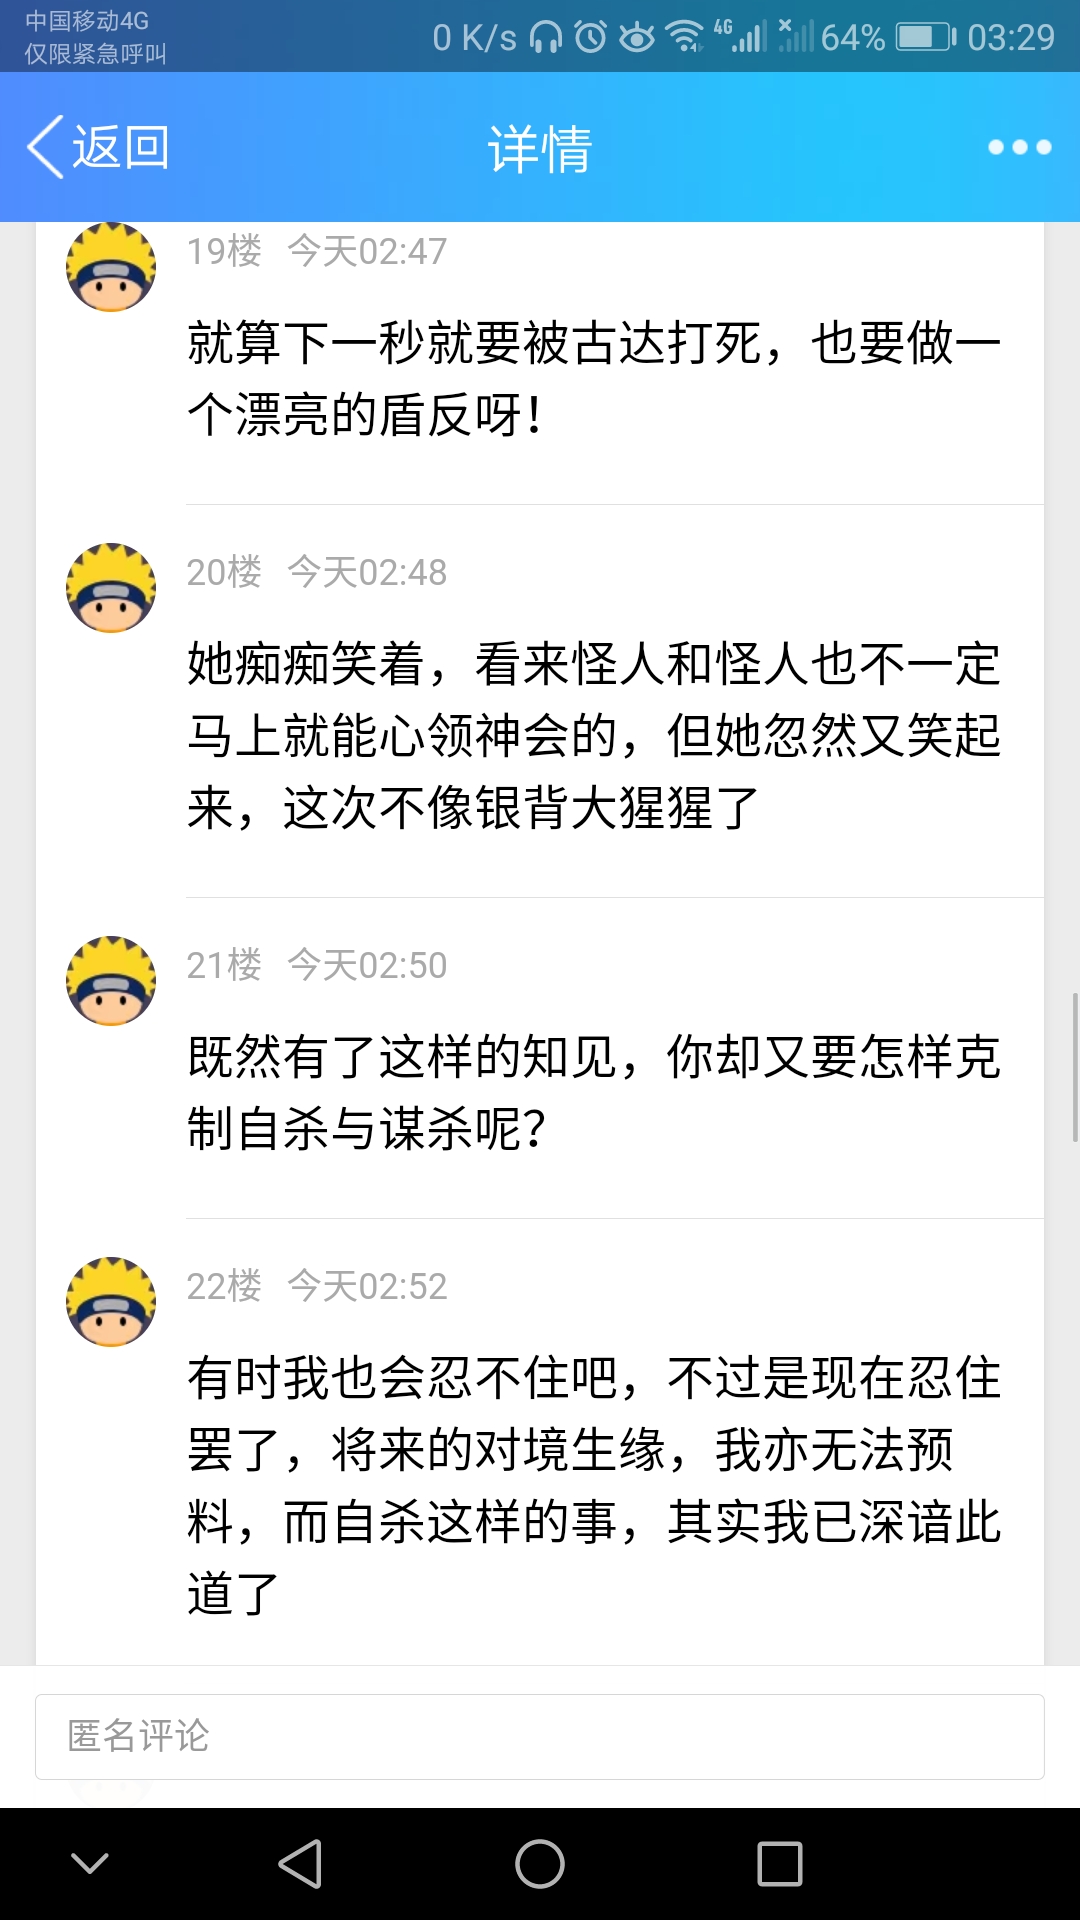 中国移动4G
仅限紧急呼叫
0 K/s 4G 64% 03:29
返回 详情
19楼 今天02:47
就算下一秒就要被古达打死，也要做一
个漂亮的盾反呀！
20楼 今天02:48
她痴痴笑着，看来怪人和怪人也不一定
马上就能心领神会的，但她忽然又笑起
来，这次不像银背大猩猩了
21楼 今天02:50
既然有了这样的知见，你却又要怎样克
制自杀与谋杀呢？
22楼 今天02:52
有时我也会忍不住吧，不过是现在忍住
罢了，将来的对境生缘，我亦无法预
料，而自杀这样的事，其实我已深谙此
道了
匿名评论